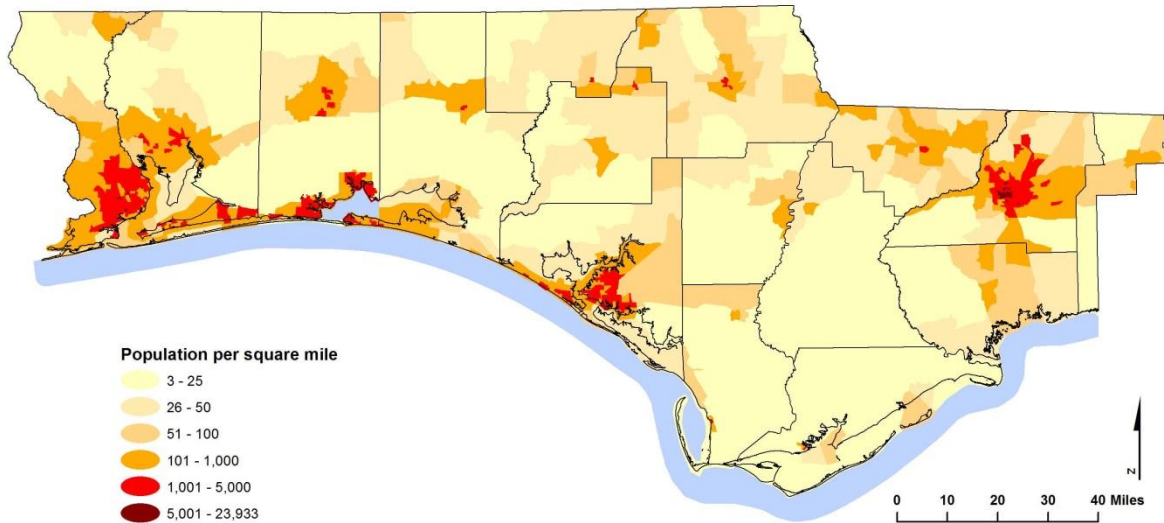 Population per square mile
3 - 25
26 - 50
51 - 100
101 - 1,000
1,001 - 5,000
5,001 - 23,933
N
0 10 20 30 40 Miles